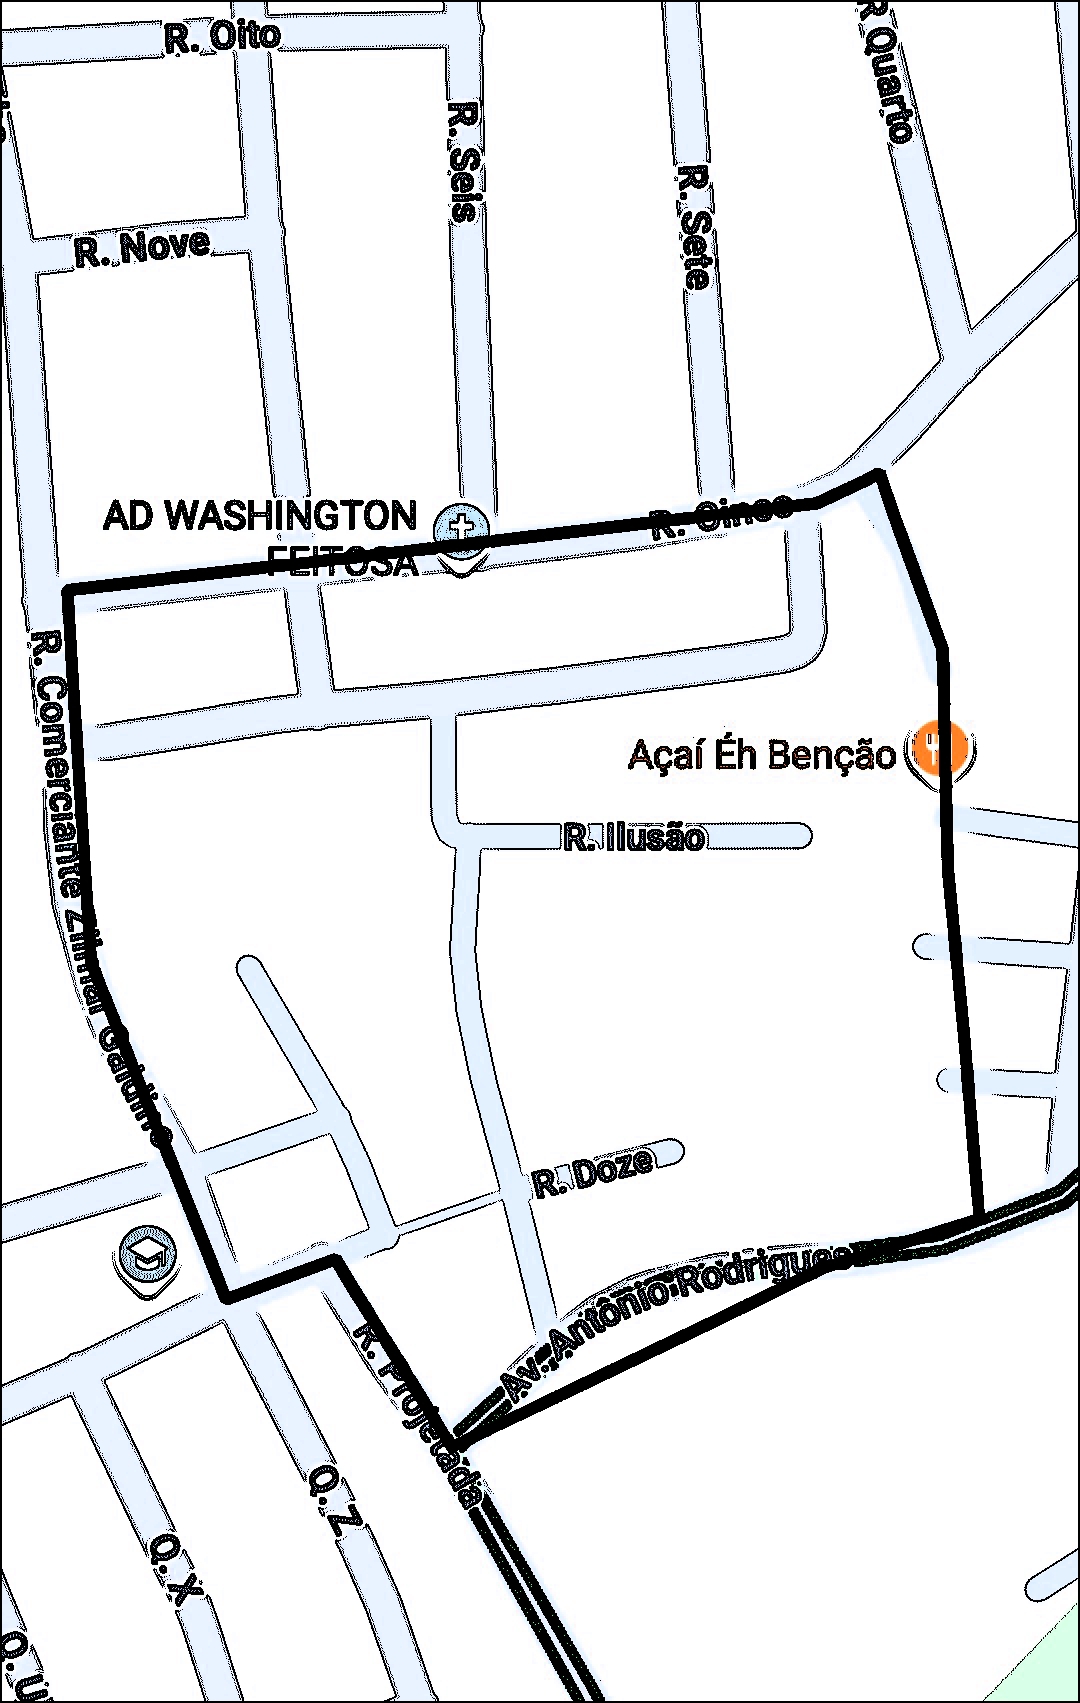 R. Oito
R. Seis
R Quarto
R. Sete
R. Nove
AD WASHINGTON
FEITOSA
R. Cinco
R. Comerciante Zilmar Galdino
Açaí Éh Benção
R. Ilusão
R. Doze
Av. Antônio Rodrigues
R. Projetada
Q. Z
Q. X